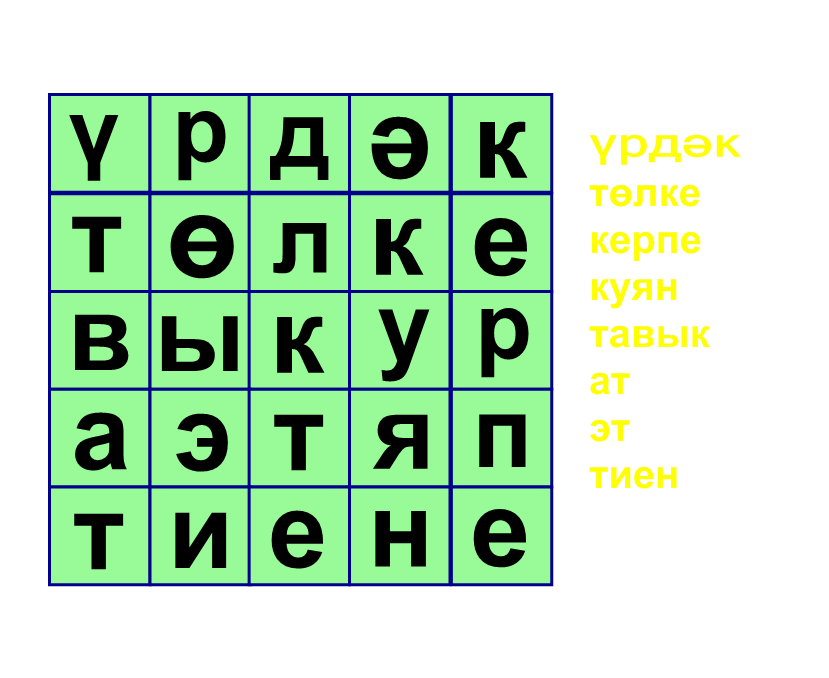 ү р д ә к
т ө л к е
в ы к у р
а э т я п
т и е н е
үрдәк
төлке
керпе
куян
тавык
ат
эт
тиен